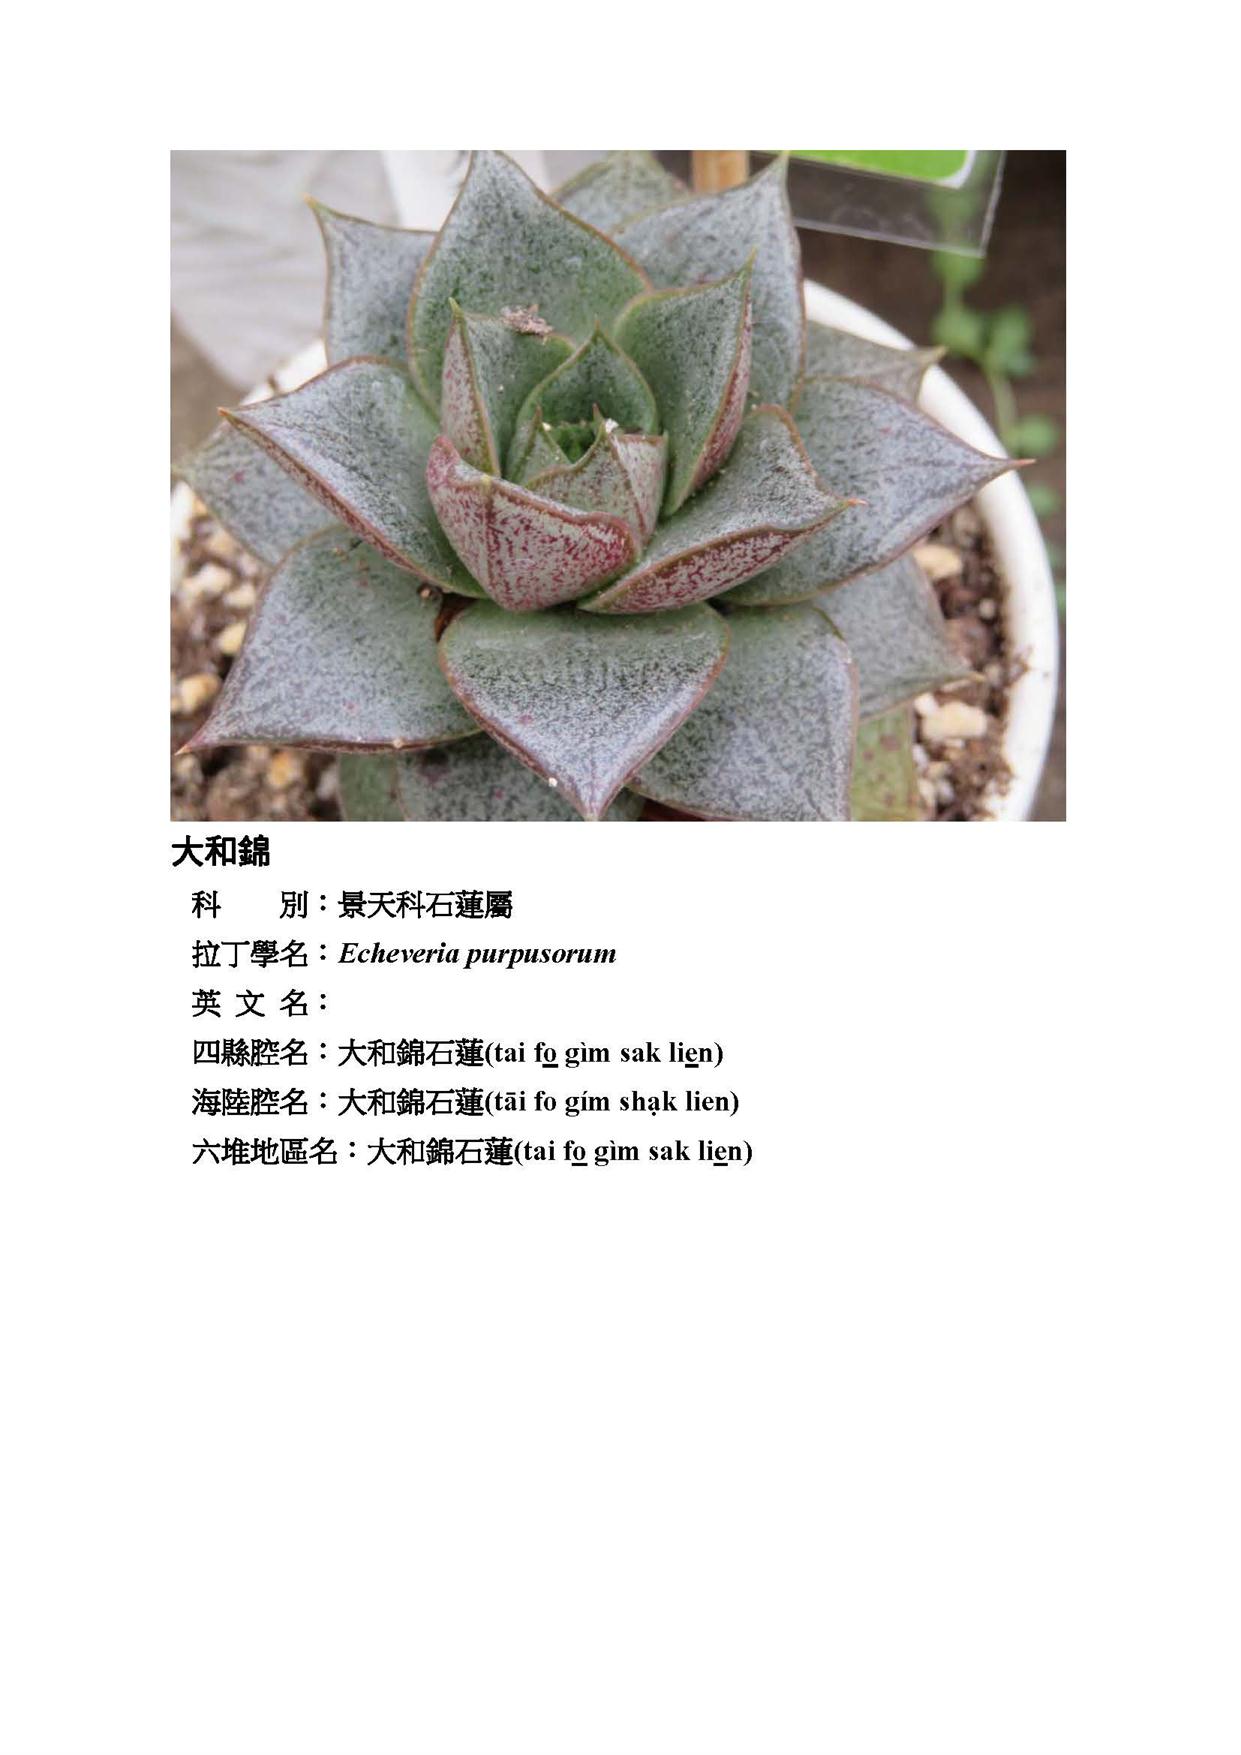 大和錦
科　　別：景天科石蓮屬
拉丁學名：Echeveria purpusorum
英 文 名：
四縣腔名：大和錦石蓮(tai fo̲ gìm sak lie̲n)
海陸腔名：大和錦石蓮(tāi fo gím shạk lien)
六堆地區名：大和錦石蓮(tai fo̲ gìm sak lie̲n)